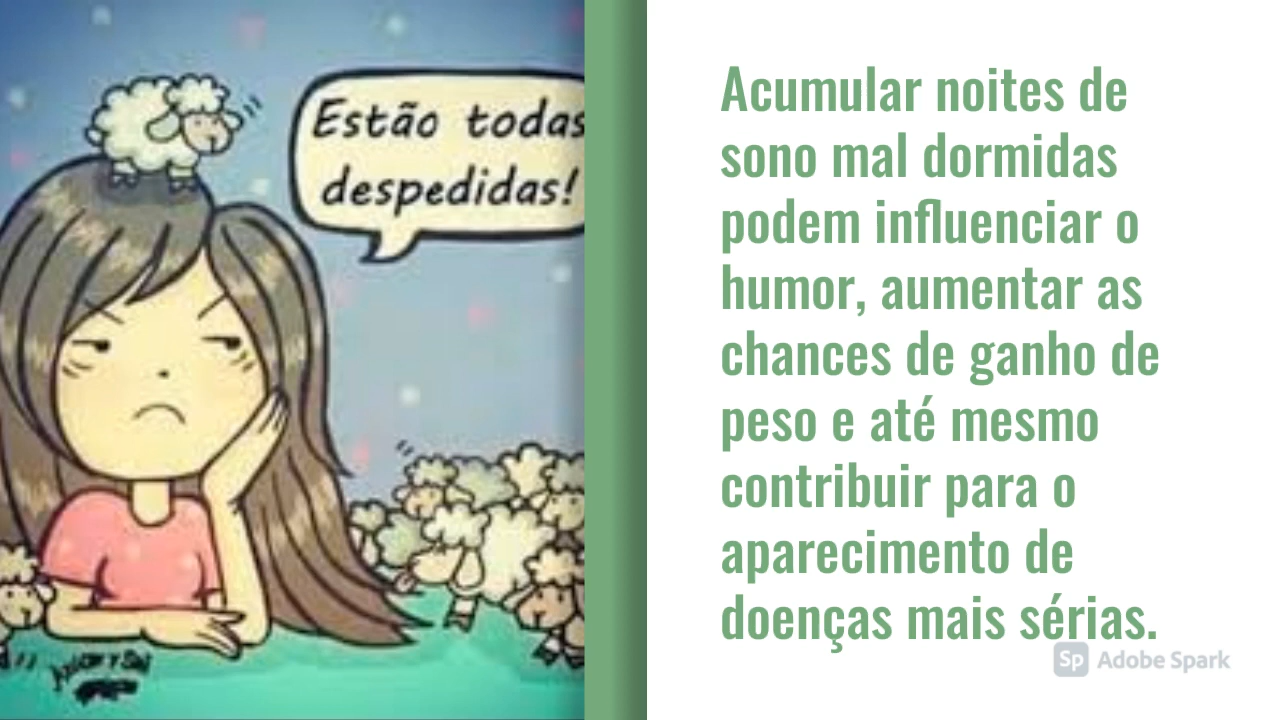 Estão todas
despedidas!
Acumular noites de
sono mal dormidas
podem influenciar o
humor, aumentar as
chances de ganho de
peso e até mesmo
contribuir para o
aparecimento de
doenças mais sérias.
Sp Adobe Spark